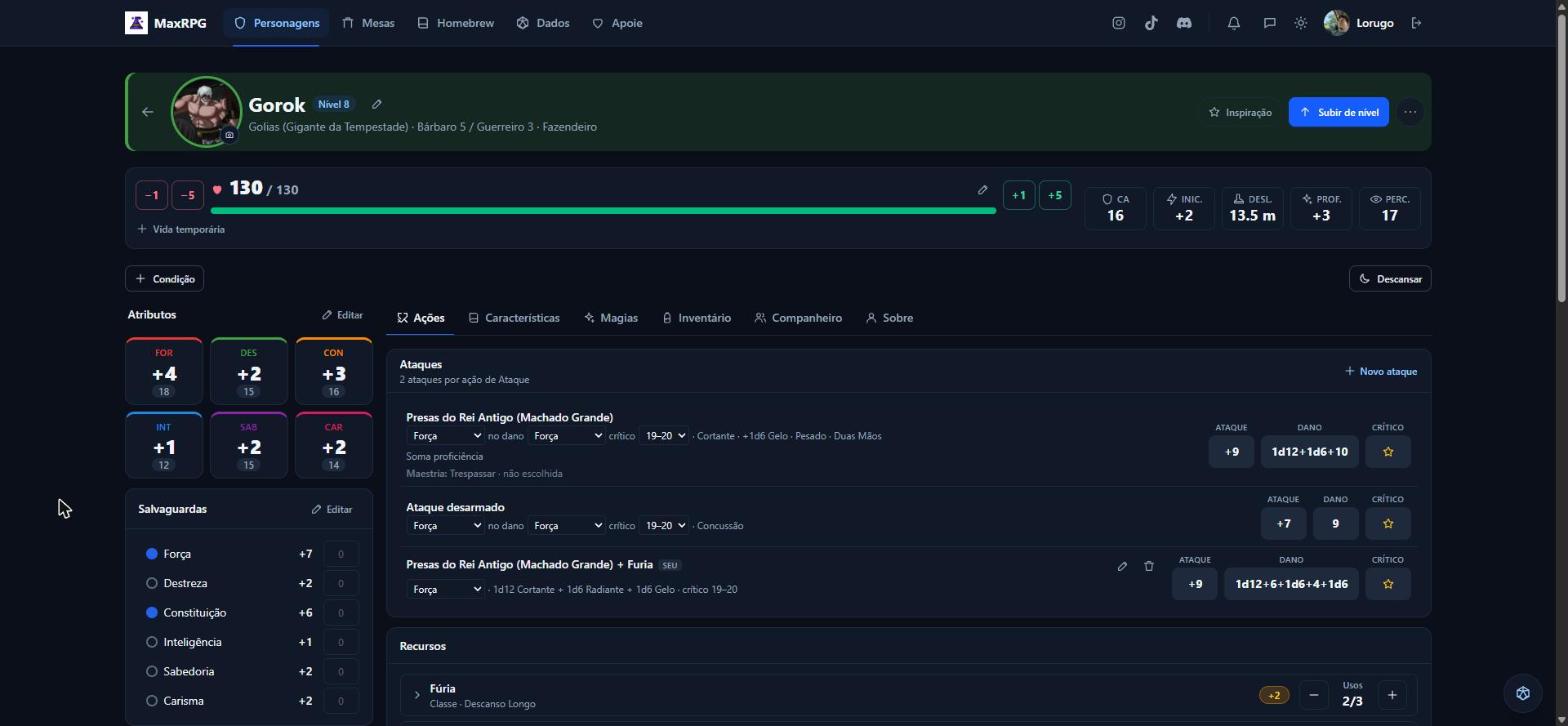 MaxRPG Personagens Mesas Homebrew Dados Apoie Lorugo
Gorok Nível 8
Golias (Gigante da Tempestade) · Bárbaro 5 / Guerreiro 3 · Fazendeiro
Inspiração Subir de nível
−1 −5 130 / 130 +1 +5
+ Vida temporária
CA INIC. DESL. PROF. PERC.
16 +2 13.5 m +3 17
+ Condição Descansar
Atributos Editar
FOR DES CON
+4 +2 +3
18 15 16
INT SAB CAR
+1 +2 +2
12 15 14
Salvaguardas Editar
Força +7 0
Destreza +2 0
Constituição +6 0
Inteligência +1 0
Sabedoria +2 0
Carisma +2 0
Ações Características Magias Inventário Companheiro Sobre
Ataques
2 ataques por ação de Ataque
+ Novo ataque
Presas do Rei Antigo (Machado Grande)
Força no dano Força crítico 19–20 · Cortante · +1d6 Gelo · Pesado · Duas Mãos
Soma proficiência
Maestria: Trespassar · não escolhida
ATAQUE DANO CRÍTICO
+9 1d12+1d6+10
Ataque desarmado
Força no dano Força crítico 19–20 · Concussão
ATAQUE DANO CRÍTICO
+7 9
Presas do Rei Antigo (Machado Grande) + Furia SEU
Força · 1d12 Cortante + 1d6 Radiante + 1d6 Gelo · crítico 19–20
ATAQUE DANO CRÍTICO
+9 1d12+6+1d6+4+1d6
Recursos
Fúria
Classe · Descanso Longo
+2 − Usos +
2/3